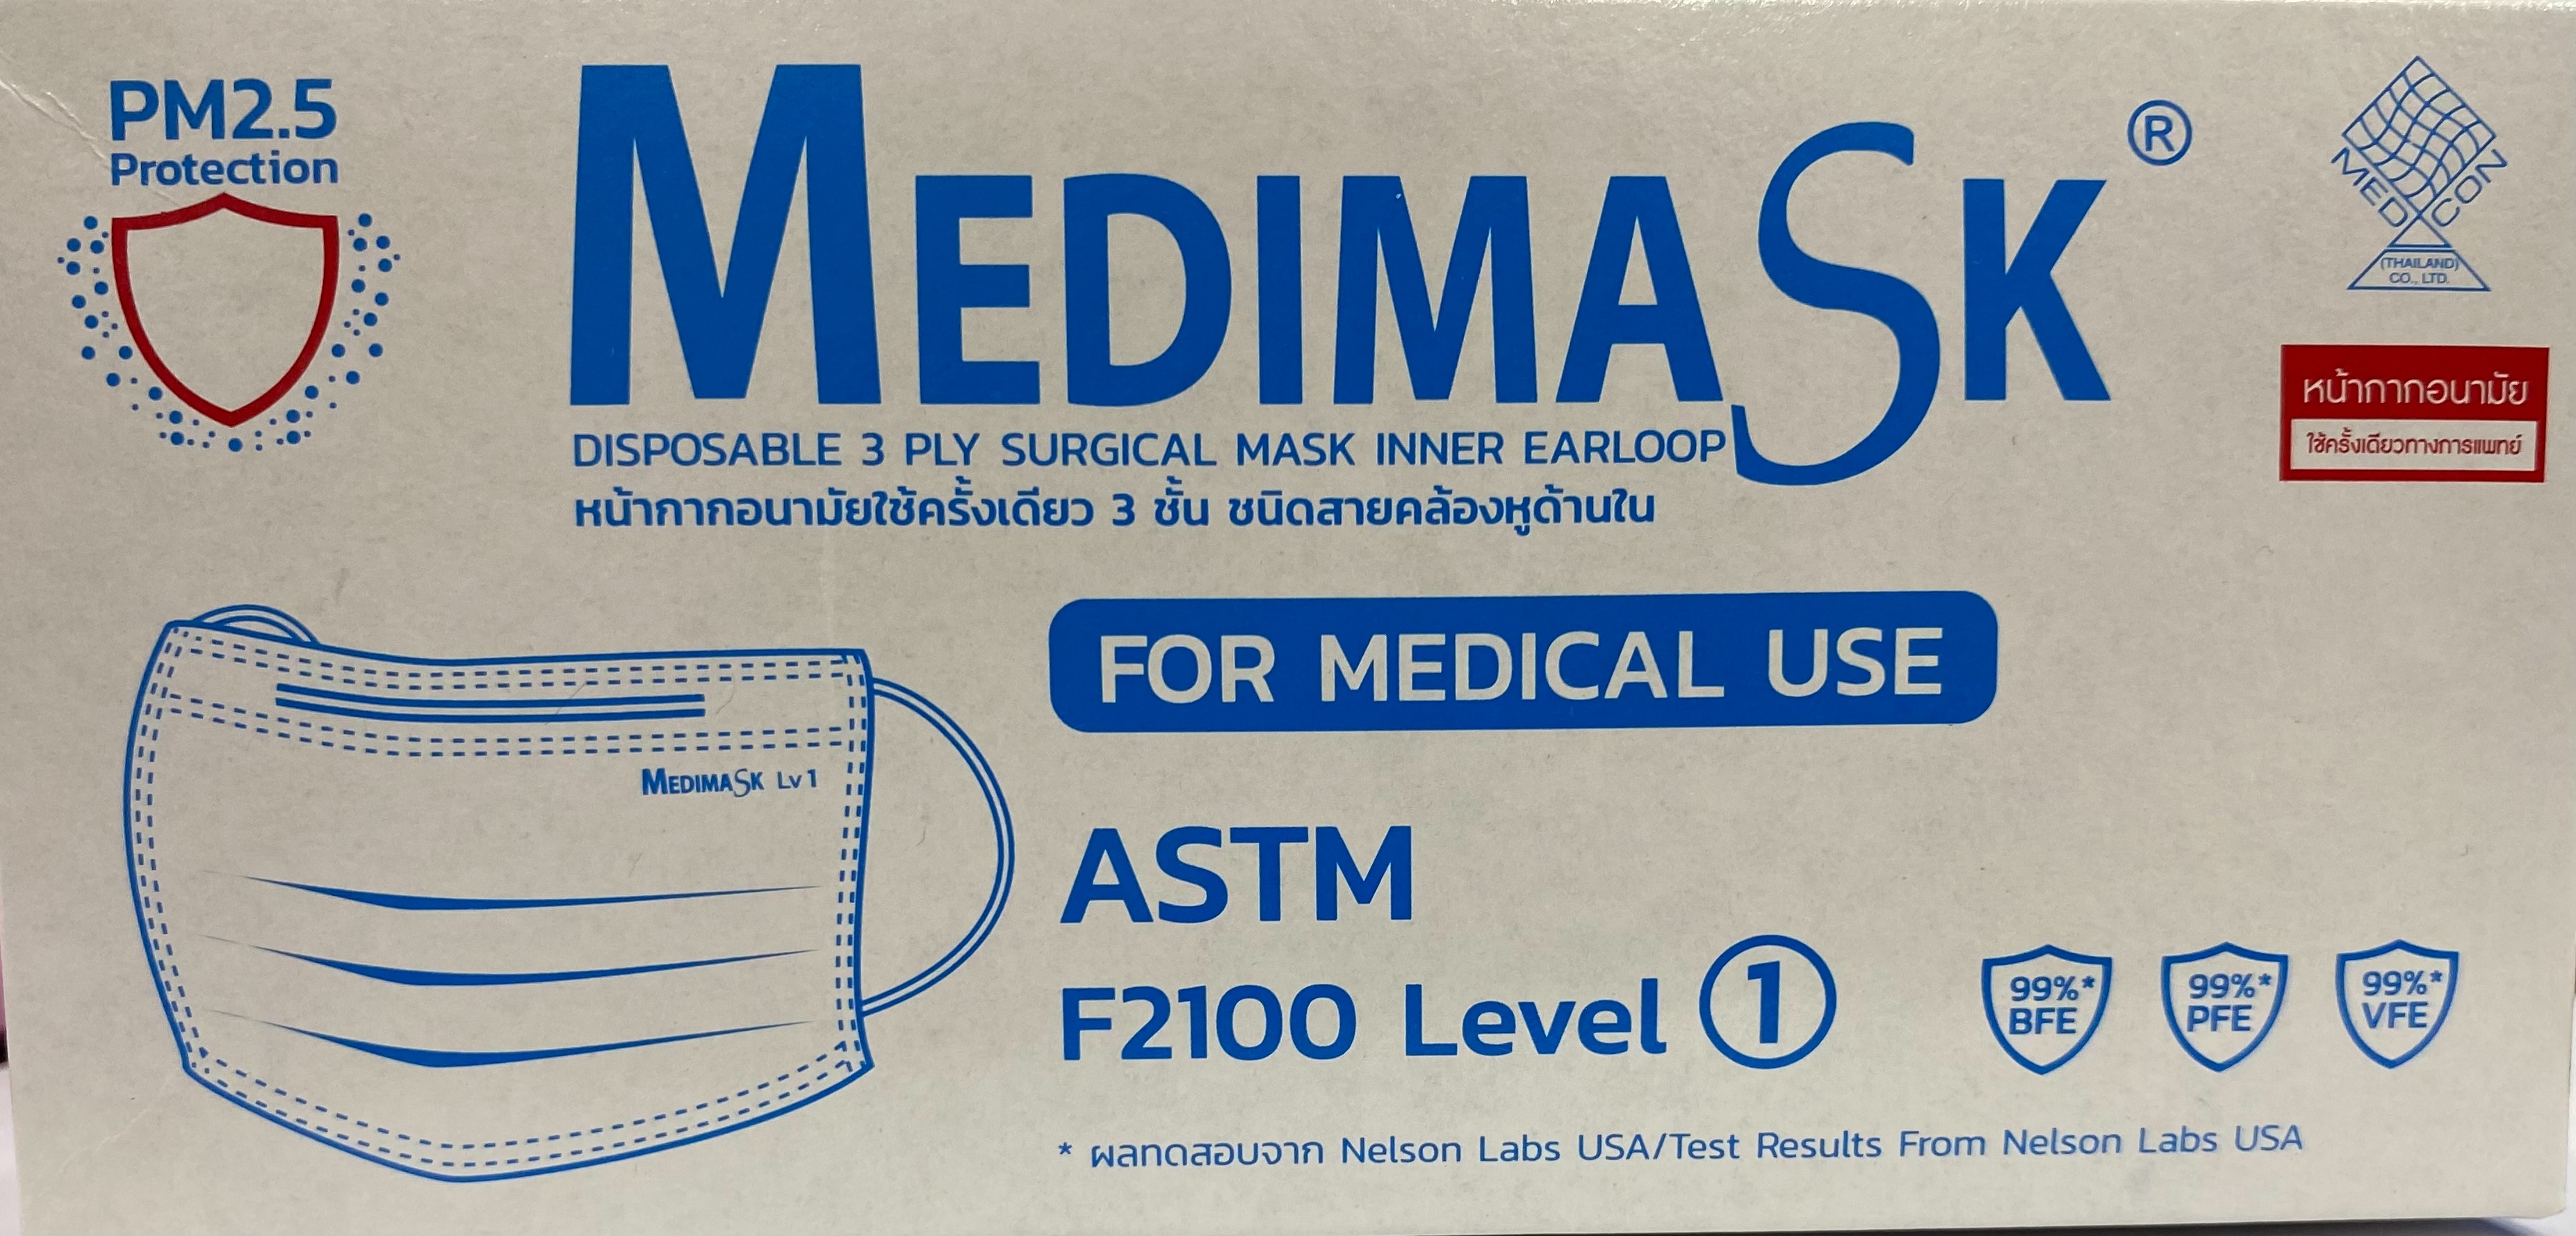 PM2.5
Protection
MEDIMASK®
DISPOSABLE 3 PLY SURGICAL MASK INNER EARLOOP
หน้ากากอนามัยใช้ครั้งเดียว 3 ชั้น ชนิดสายคล้องหูด้านใน
MEDICON
(THAILAND)
CO., LTD.
หน้ากากอนามัย
ใช้ครั้งเดียวทางการแพทย์
FOR MEDICAL USE
MEDIMASK Lv 1
ASTM
F2100 Level 1
99%*
BFE
99%*
PFE
99%*
VFE
* ผลทดสอบจาก Nelson Labs USA/Test Results From Nelson Labs USA